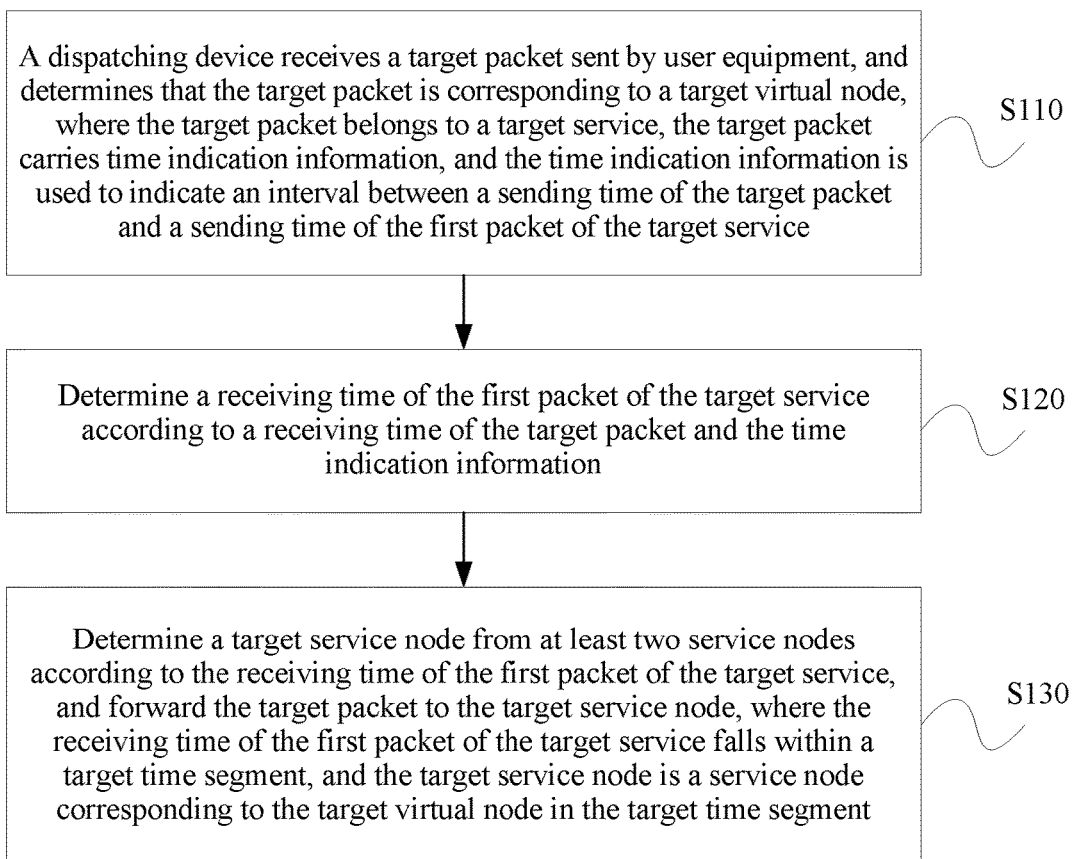 A dispatching device receives a target packet sent by user equipment, and
determines that the target packet is corresponding to a target virtual node,
where the target packet belongs to a target service, the target packet
carries time indication information, and the time indication information is
used to indicate an interval between a sending time of the target packet
and a sending time of the first packet of the target service
S110
Determine a receiving time of the first packet of the target service
according to a receiving time of the target packet and the time
indication information
S120
Determine a target service node from at least two service nodes
according to the receiving time of the first packet of the target service,
and forward the target packet to the target service node, where the
receiving time of the first packet of the target service falls within a
target time segment, and the target service node is a service node
corresponding to the target virtual node in the target time segment
S130